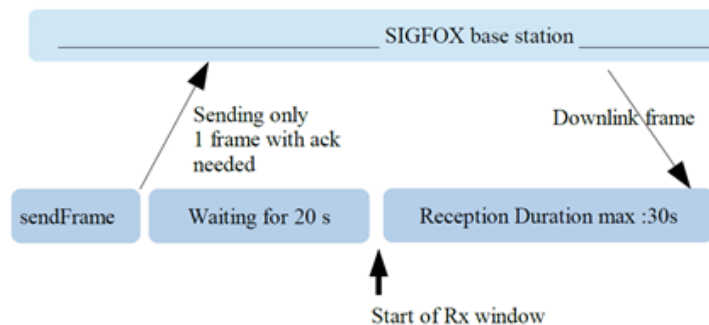 SIGFOX base station
Sending only
1 frame with ack
needed
Downlink frame
sendFrame
Waiting for 20 s
Reception Duration max :30s
Start of Rx window